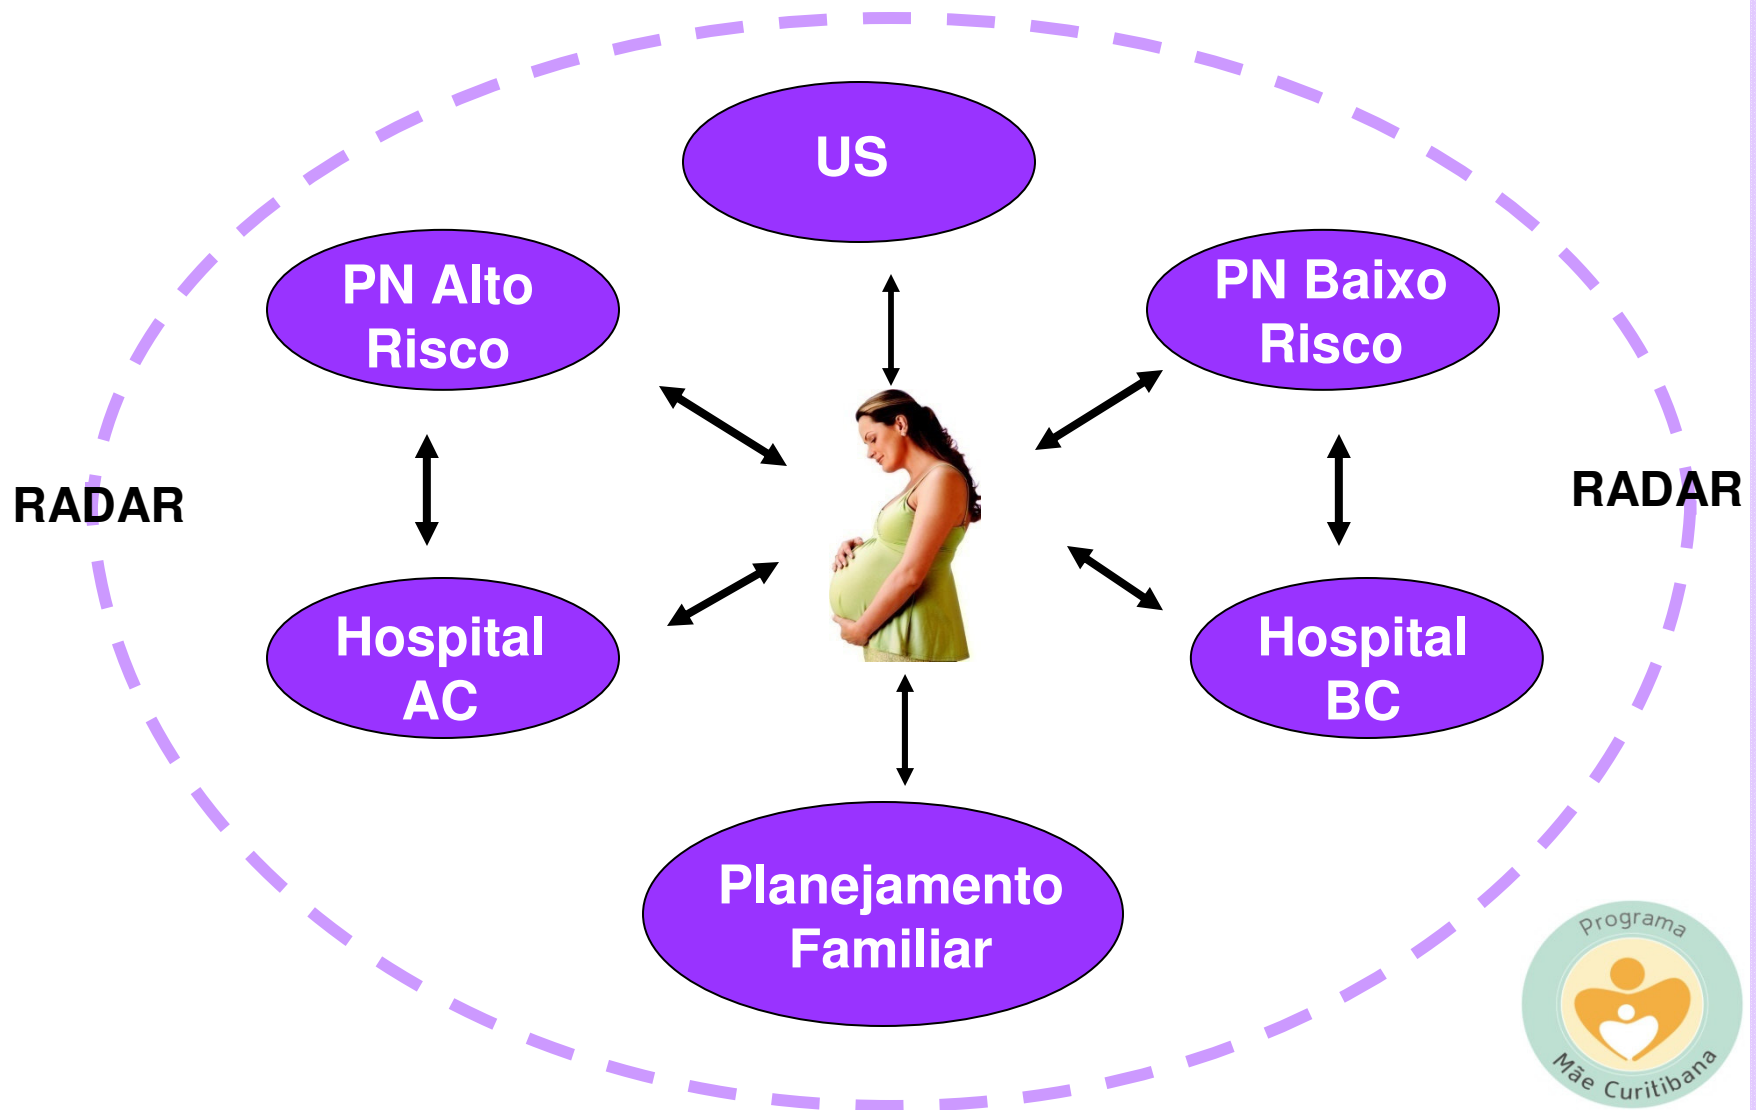 US
PN Alto
Risco
PN Baixo
Risco
RADAR
RADAR
Hospital
AC
Hospital
BC
Planejamento
Familiar
Programa
Mãe Curitibana